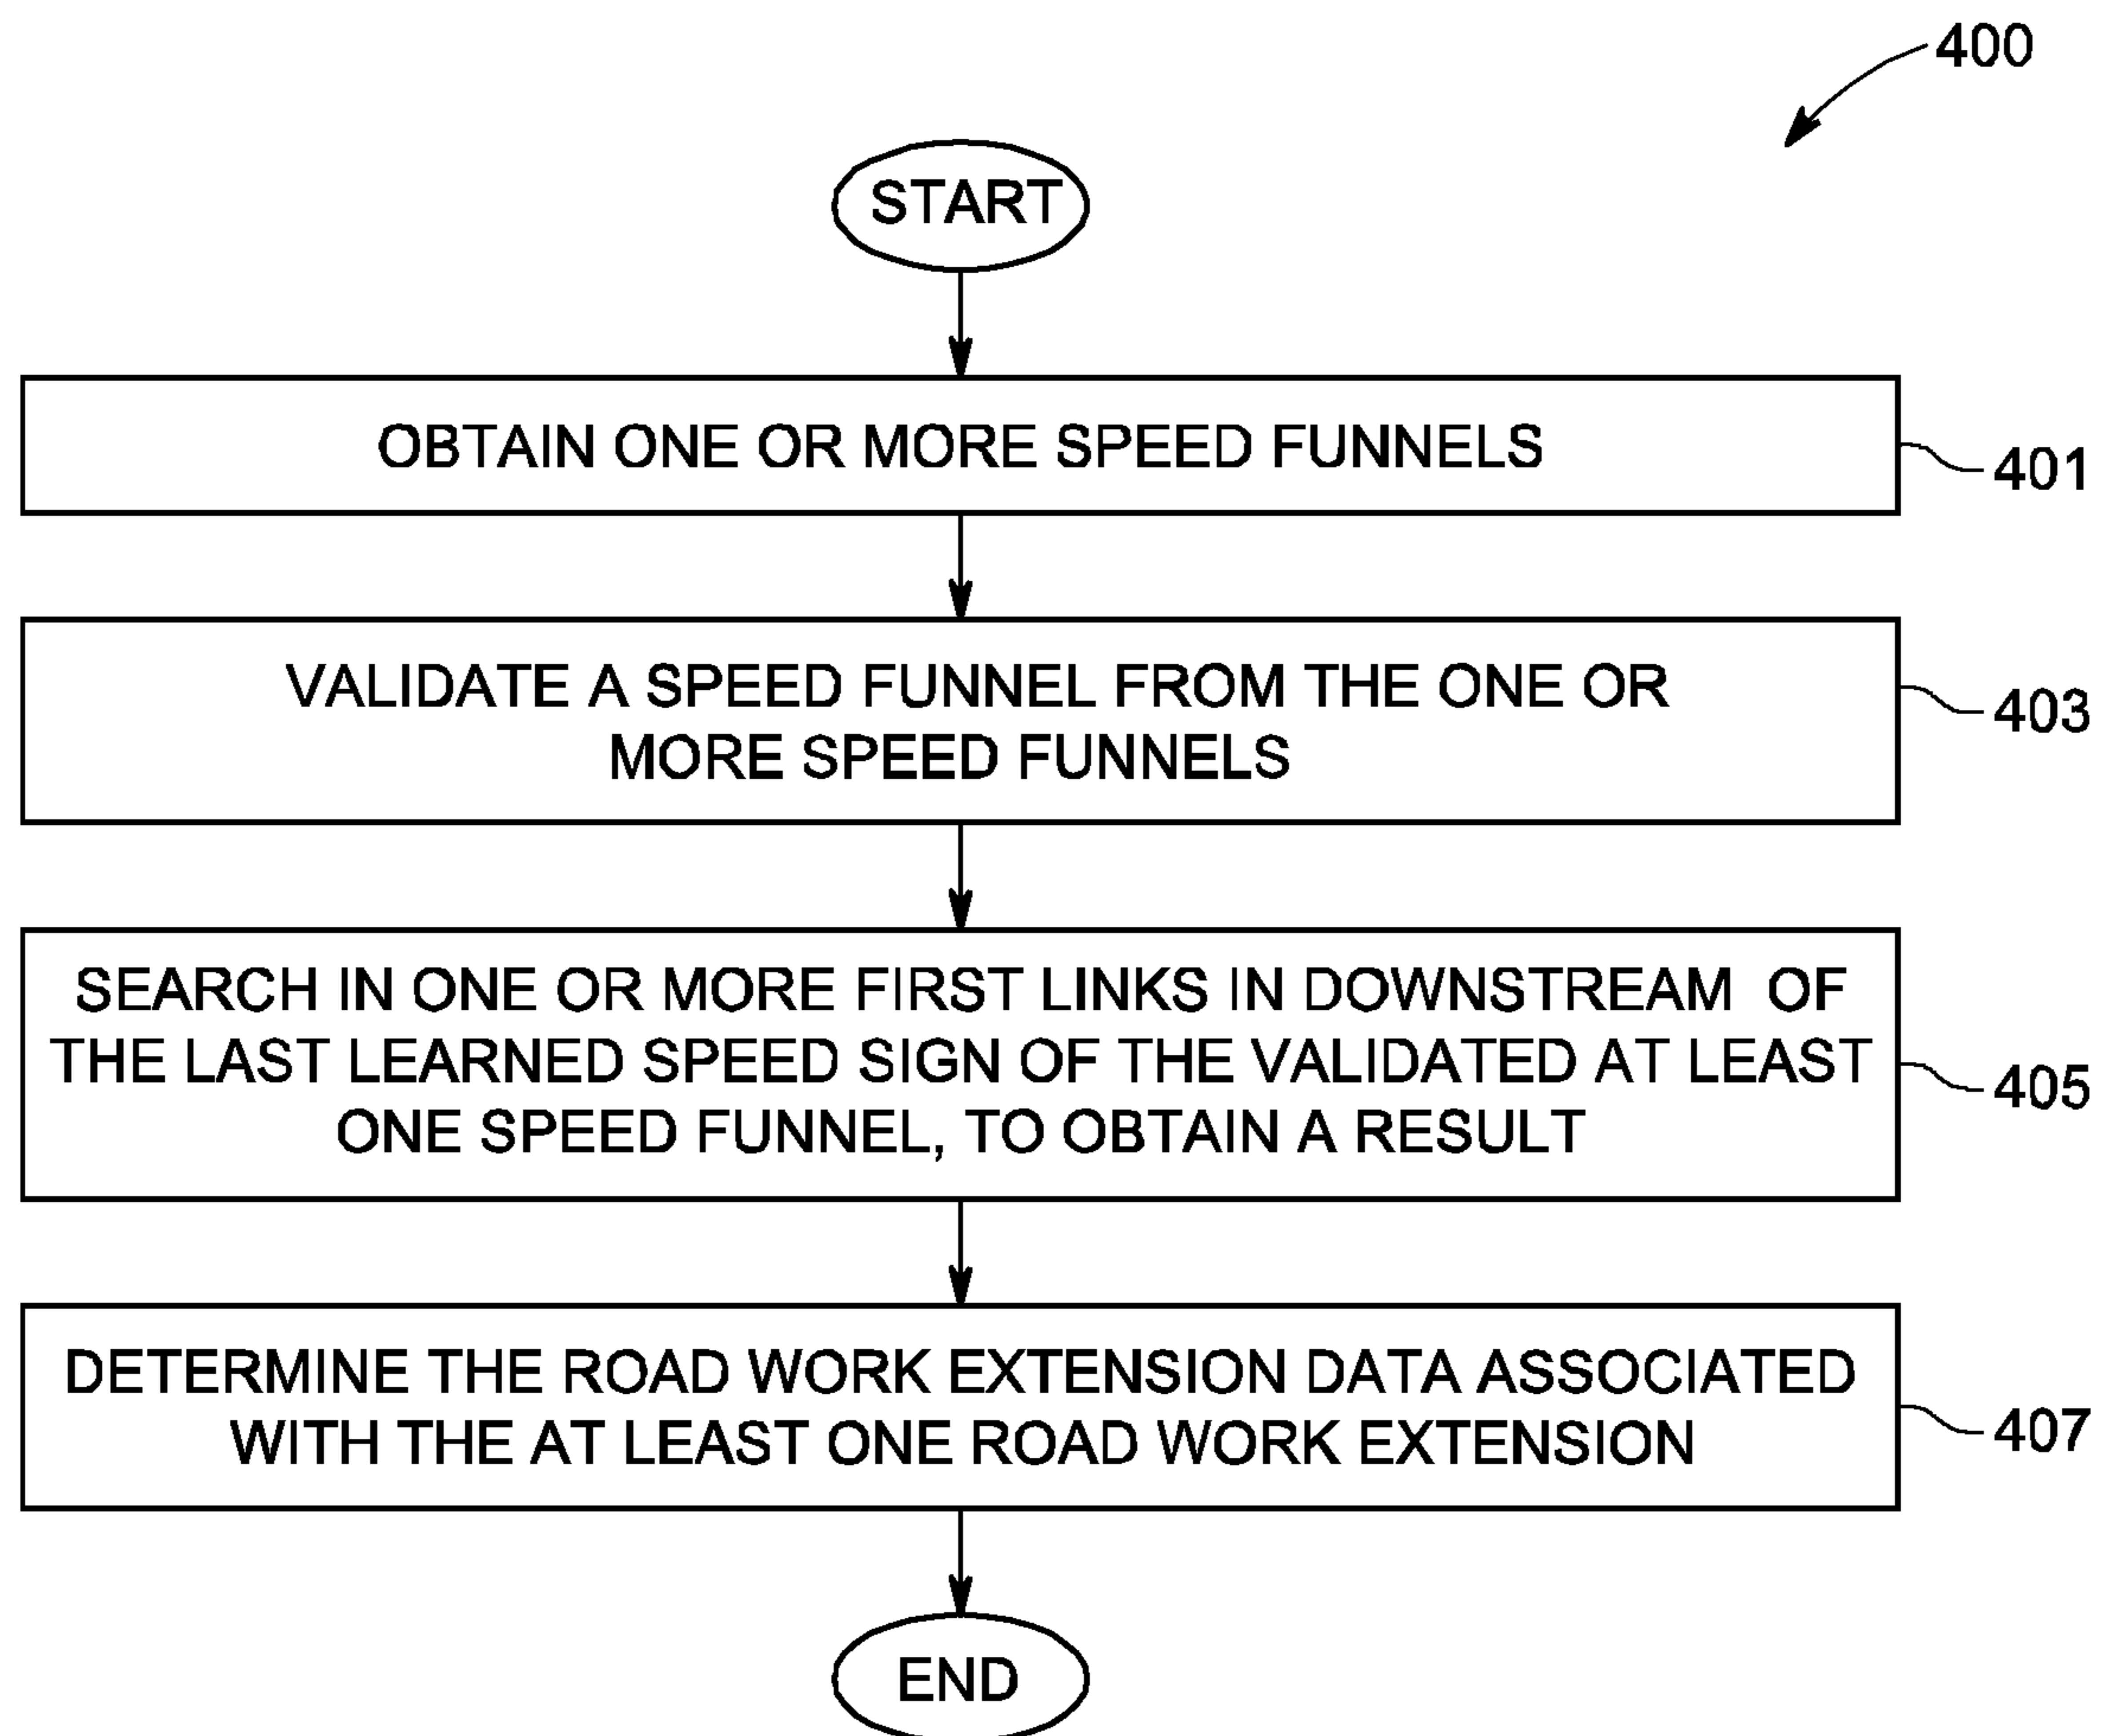 400
START
OBTAIN ONE OR MORE SPEED FUNNELS
401
VALIDATE A SPEED FUNNEL FROM THE ONE OR
MORE SPEED FUNNELS
403
SEARCH IN ONE OR MORE FIRST LINKS IN DOWNSTREAM OF
THE LAST LEARNED SPEED SIGN OF THE VALIDATED AT LEAST
ONE SPEED FUNNEL, TO OBTAIN A RESULT
405
DETERMINE THE ROAD WORK EXTENSION DATA ASSOCIATED
WITH THE AT LEAST ONE ROAD WORK EXTENSION
407
END